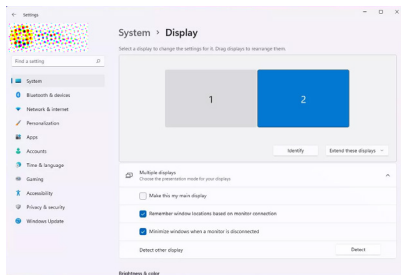 Settings
System > Display
Select a display to change the settings for it. Drag displays to rearrange them.
Find a setting
System
Bluetooth & devices
Network & internet
Personalization
Apps
Accounts
Time & language
Gaming
Accessibility
Privacy & security
Windows Update
1
2
Identify
Extend these displays
Multiple displays
Choose the presentation mode for your displays
Make this my main display
Remember window locations based on monitor connection
Minimize windows when a monitor is disconnected
Detect other display
Detect
Brightness & color